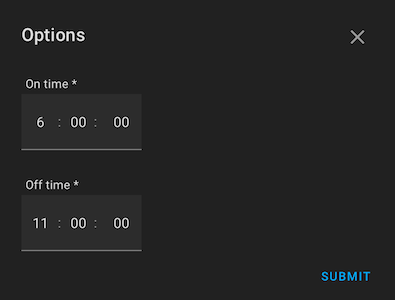 Options
On time *
6 : 00 : 00
Off time *
11 : 00 : 00
SUBMIT